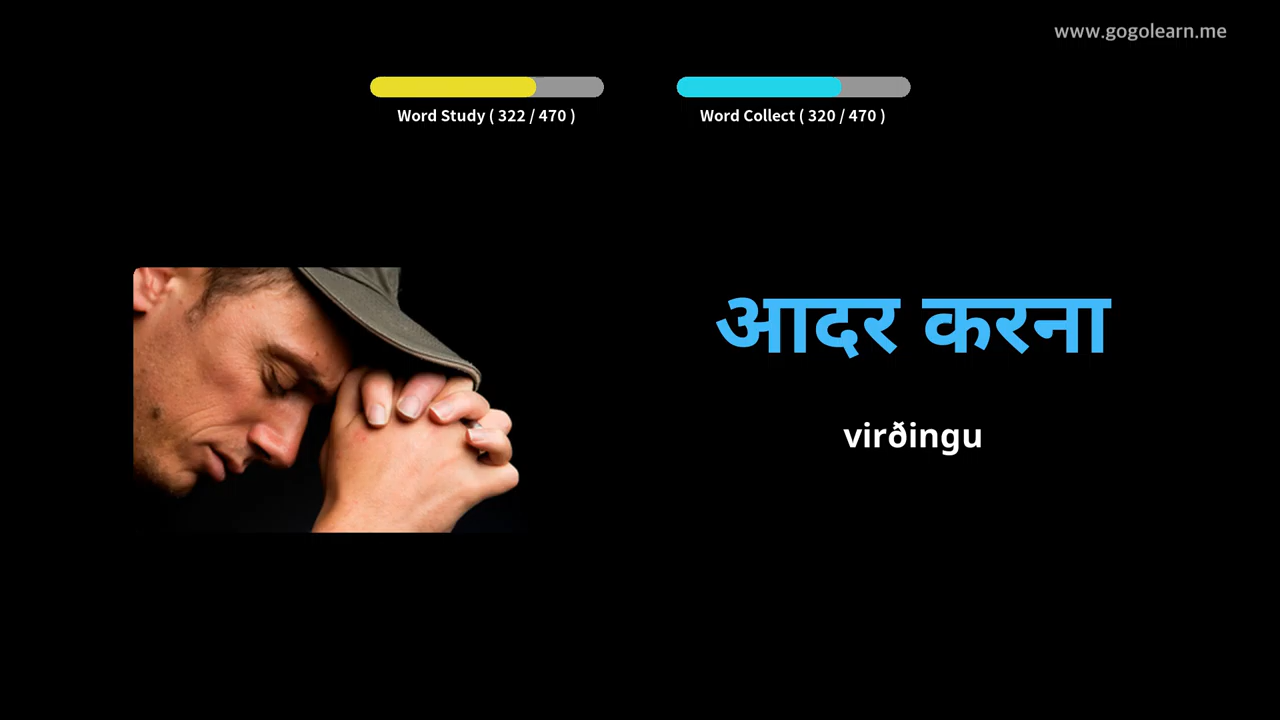 www.gogolearn.me
Word Study ( 322 / 470 )
Word Collect ( 320 / 470 )
आदर करना
virðingu